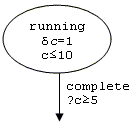 running
δc=1
c≤10
complete
?c≥5